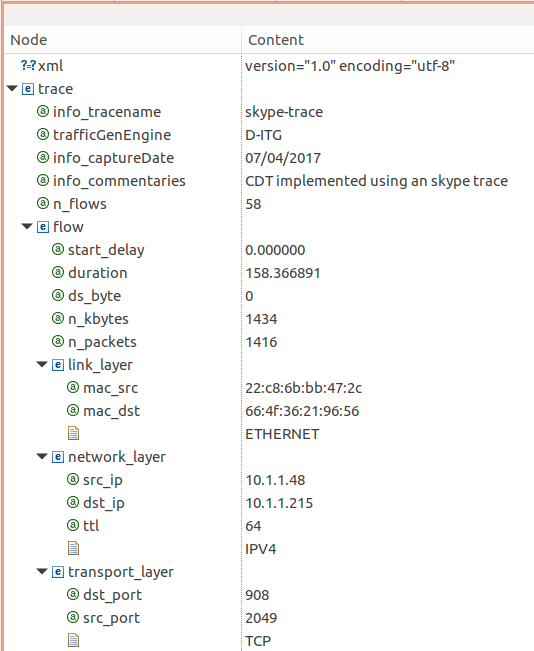 Node Content
?-? xml version="1.0" encoding="utf-8"
e trace
a info_tracename skype-trace
a trafficGenEngine D-ITG
a info_captureDate 07/04/2017
a info_commentaries CDT implemented using an skype trace
a n_flows 58
e flow
a start_delay 0.000000
a duration 158.366891
a ds_byte 0
a n_kbytes 1434
a n_packets 1416
e link_layer
a mac_src 22:c8:6b:bb:47:2c
a mac_dst 66:4f:36:21:96:56
ETHERNET
e network_layer
a src_ip 10.1.1.48
a dst_ip 10.1.1.215
a ttl 64
IPV4
e transport_layer
a dst_port 908
a src_port 2049
TCP